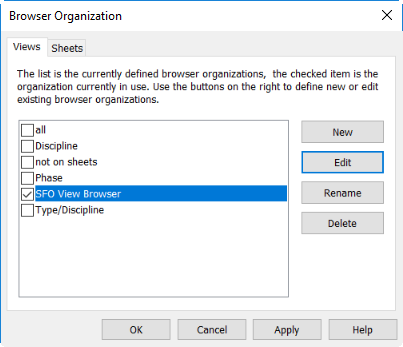 Browser Organization
Views Sheets
The list is the currently defined browser organizations, the checked item is the
organization currently in use. Use the buttons on the right to define new or edit
existing browser organizations.
all
Discipline
not on sheets
Phase
SFO View Browser
Type/Discipline
New
Edit
Rename
Delete
OK Cancel Apply Help